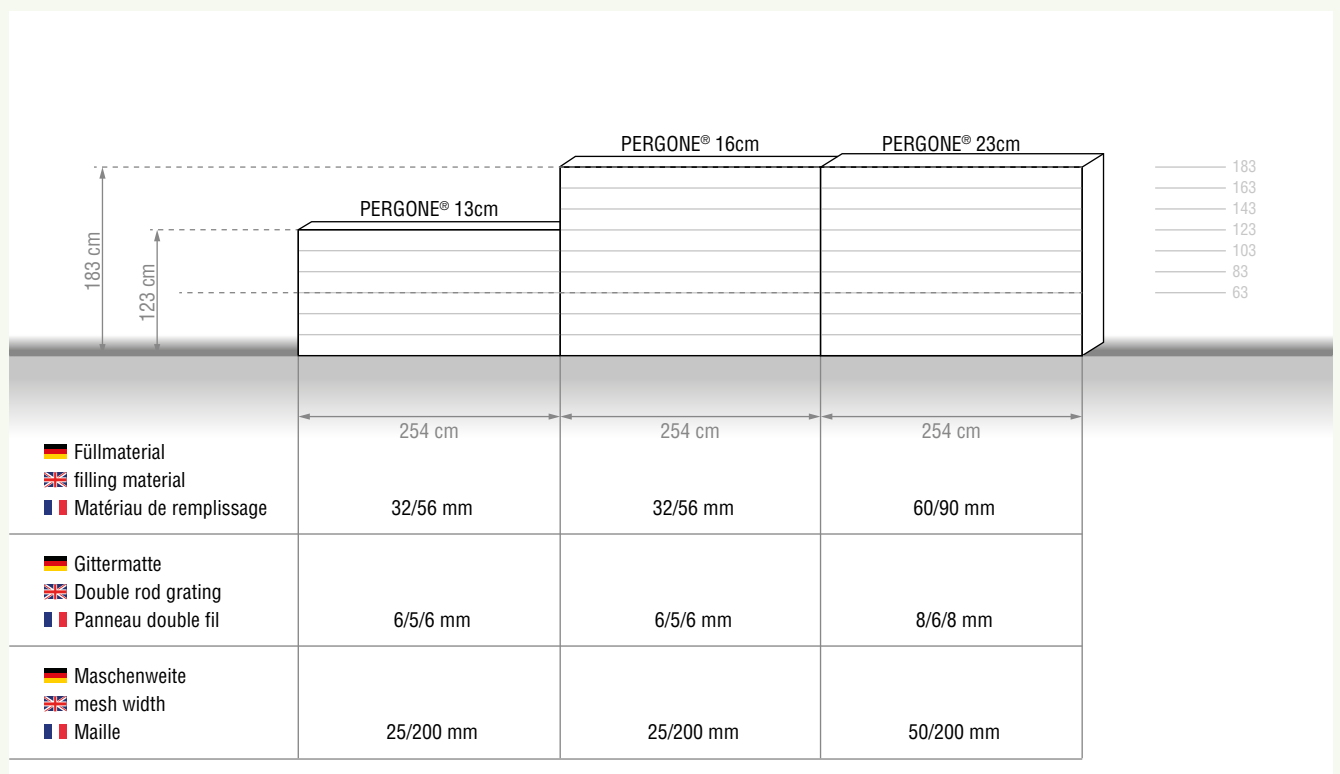 PERGONE® 16cm
PERGONE® 23cm
PERGONE® 13cm
183 cm
123 cm
183
163
143
123
103
83
63
254 cm
254 cm
254 cm
Füllmaterial
filling material
Matériau de remplissage
32/56 mm
32/56 mm
60/90 mm
Gittermatte
Double rod grating
Panneau double fil
6/5/6 mm
6/5/6 mm
8/6/8 mm
Maschenweite
mesh width
Maille
25/200 mm
25/200 mm
50/200 mm